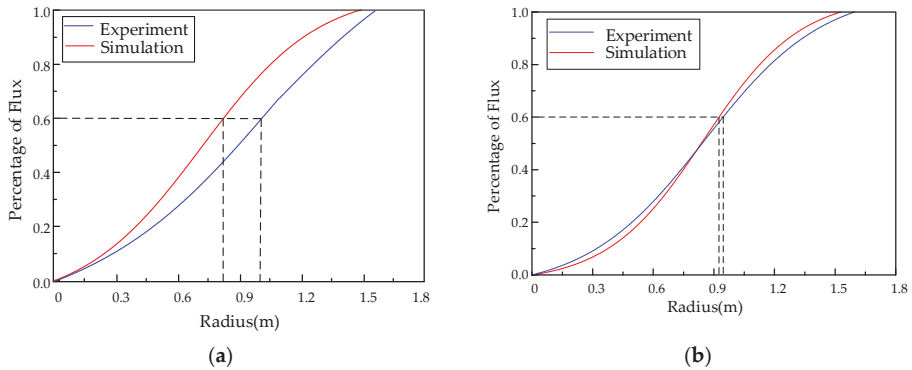 1.0
0.8
0.6
0.4
0.2
0.0
Percentage of Flux
Experiment
Simulation
0
0.3
0.6
0.9
1.2
1.5
1.8
Radius(m)
(a)
1.0
0.8
0.6
0.4
0.2
0.0
Percentage of Flux
Experiment
Simulation
0
0.3
0.6
0.9
1.2
1.5
1.8
Radius(m)
(b)